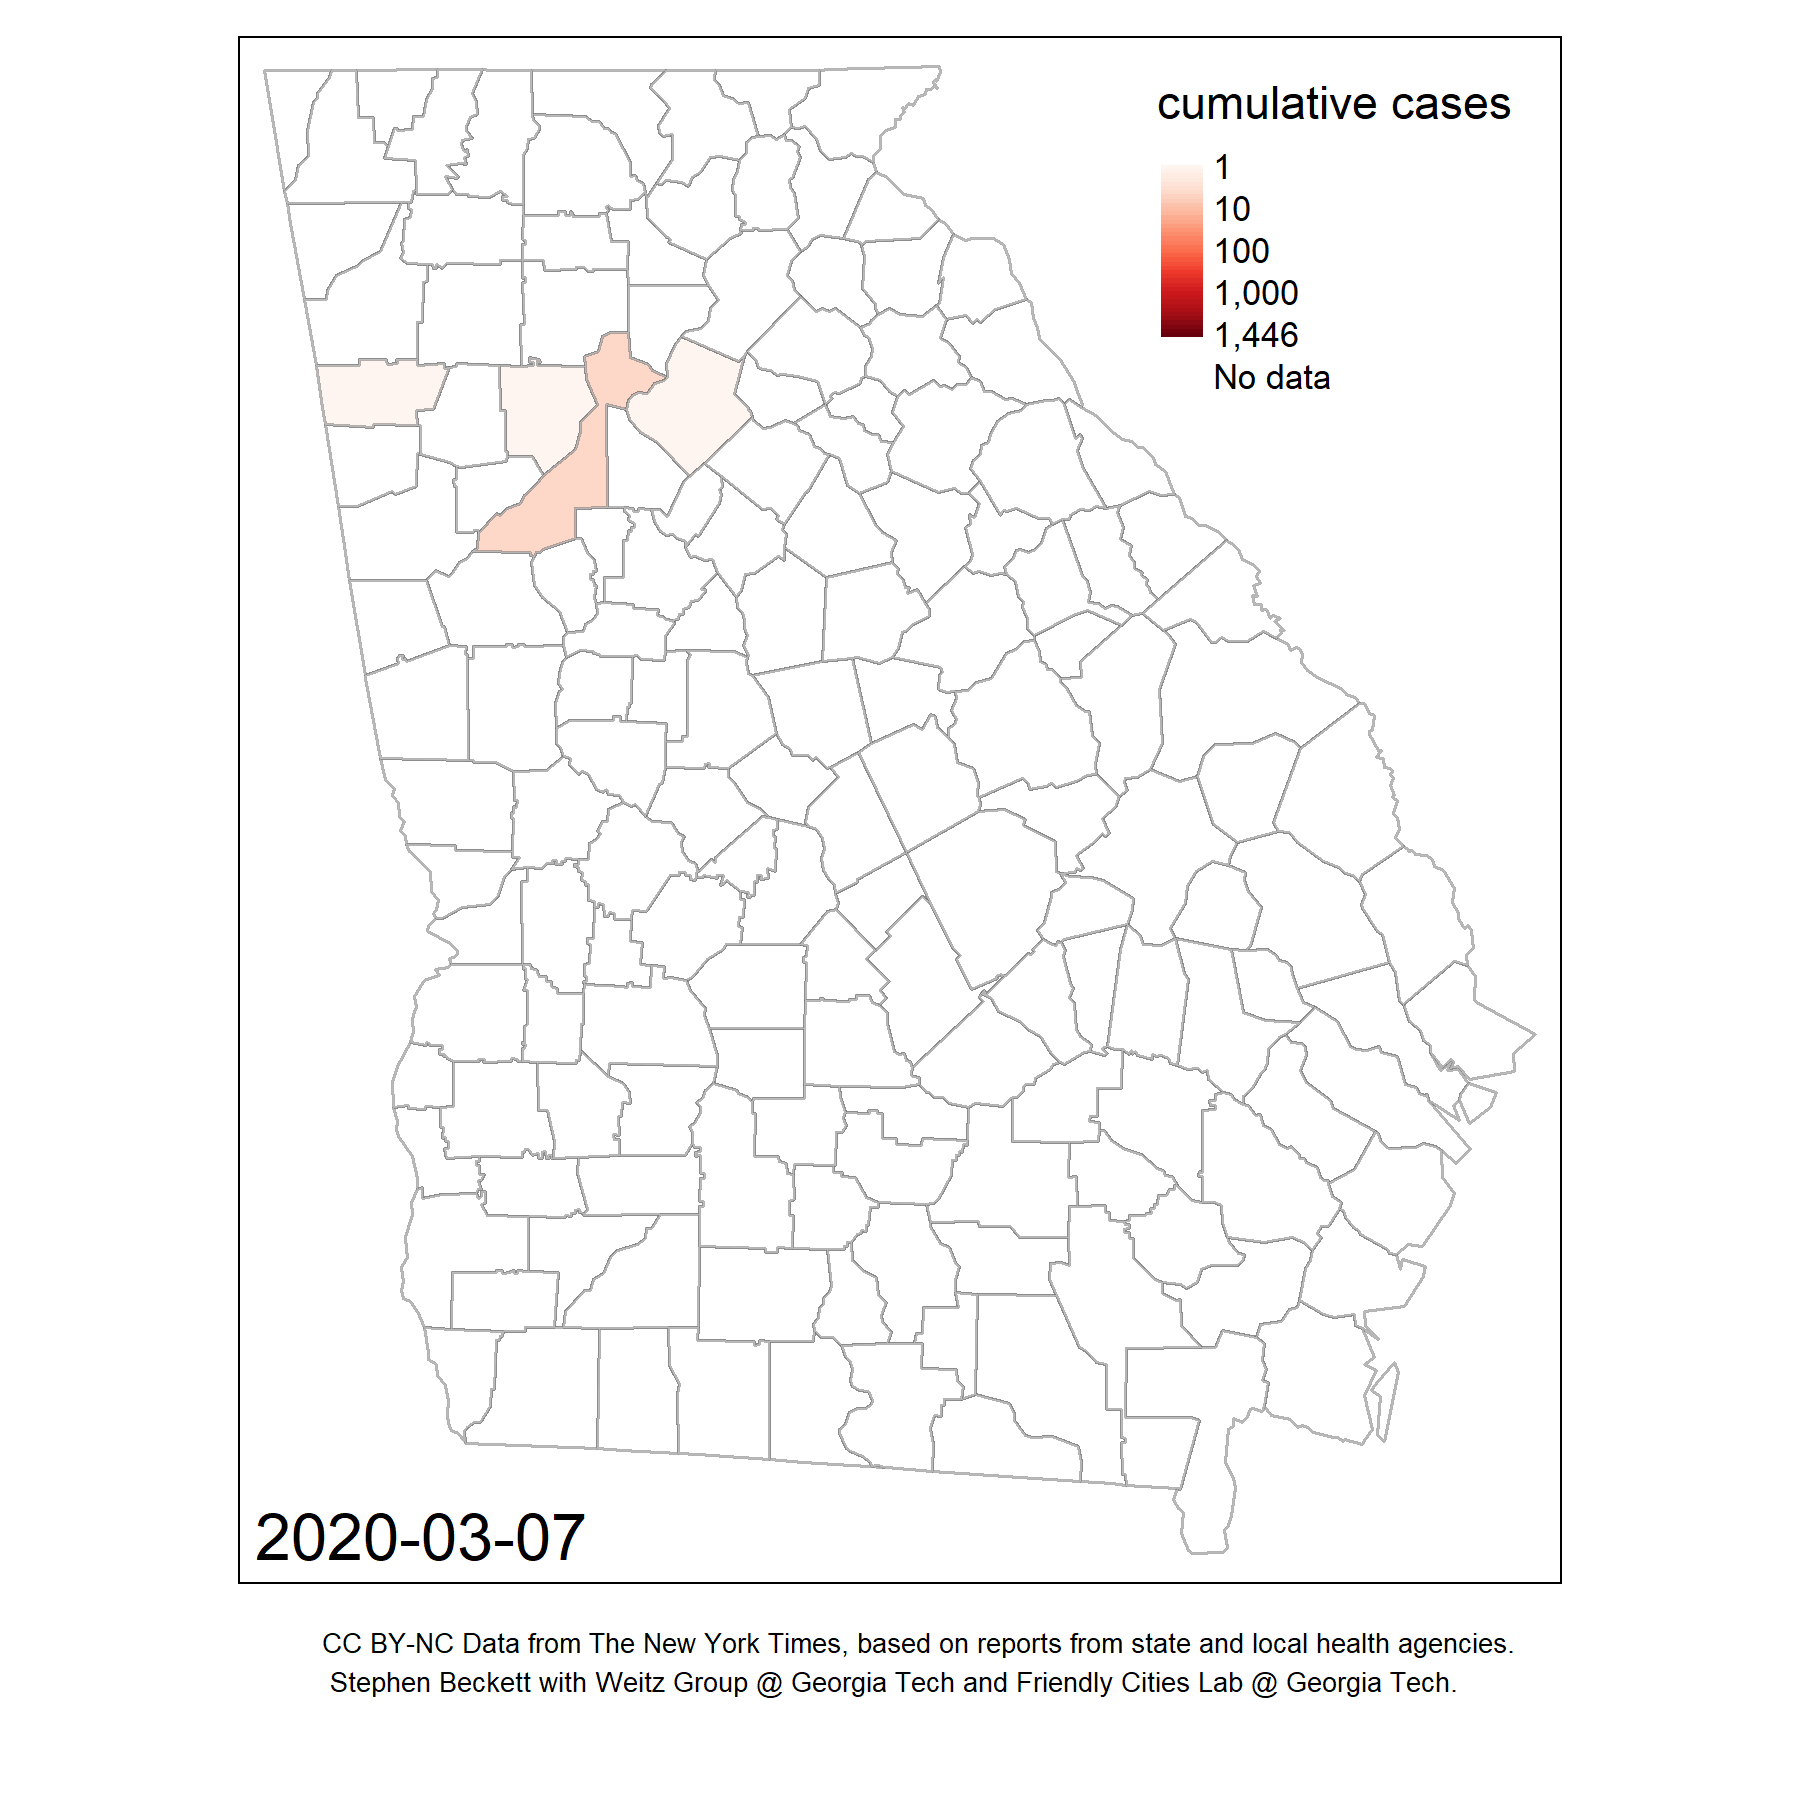 cumulative cases
1
10
100
1,000
1,446
No data
2020-03-07
CC BY-NC Data from The New York Times, based on reports from state and local health agencies.
Stephen Beckett with Weitz Group @ Georgia Tech and Friendly Cities Lab @ Georgia Tech.